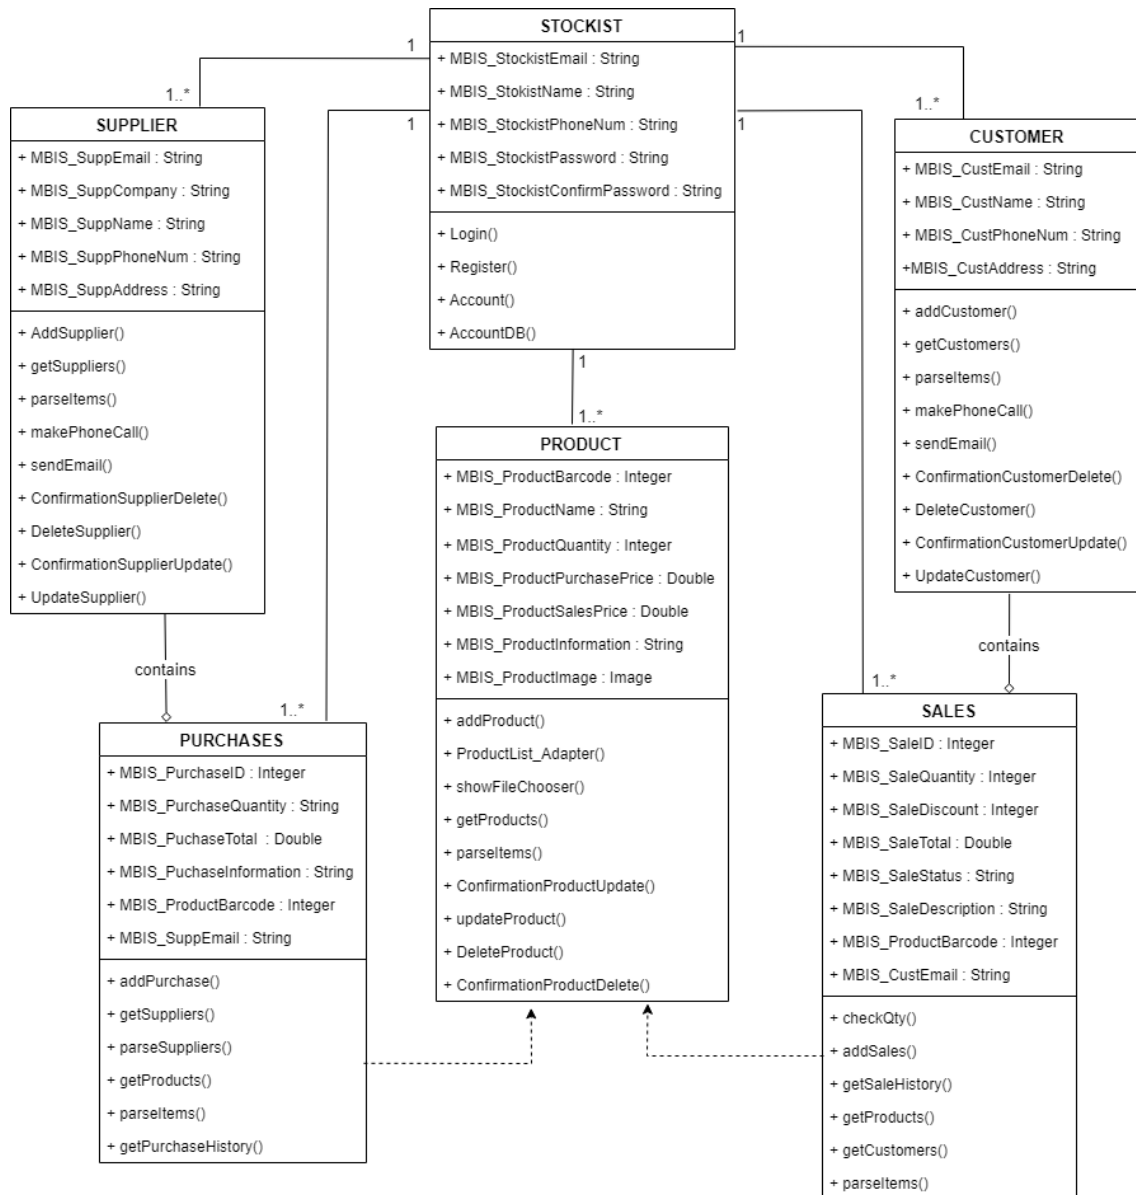 STOCKIST
+ MBIS_StockistEmail : String
+ MBIS_StokistName : String
+ MBIS_StockistPhoneNum : String
+ MBIS_StockistPassword : String
+ MBIS_StockistConfirmPassword : String
+ Login()
+ Register()
+ Account()
+ AccountDB()
1
1..*
1
1..*
1
1..*
1
1..*
1
1..*
SUPPLIER
+ MBIS_SuppEmail : String
+ MBIS_SuppCompany : String
+ MBIS_SuppName : String
+ MBIS_SuppPhoneNum : String
+ MBIS_SuppAddress : String
+ AddSupplier()
+ getSuppliers()
+ parseItems()
+ makePhoneCall()
+ sendEmail()
+ ConfirmationSupplierDelete()
+ DeleteSupplier()
+ ConfirmationSupplierUpdate()
+ UpdateSupplier()
contains
CUSTOMER
+ MBIS_CustEmail : String
+ MBIS_CustName : String
+ MBIS_CustPhoneNum : String
+MBIS_CustAddress : String
+ addCustomer()
+ getCustomers()
+ parseItems()
+ makePhoneCall()
+ sendEmail()
+ ConfirmationCustomerDelete()
+ DeleteCustomer()
+ ConfirmationCustomerUpdate()
+ UpdateCustomer()
contains
PRODUCT
+ MBIS_ProductBarcode : Integer
+ MBIS_ProductName : String
+ MBIS_ProductQuantity : Integer
+ MBIS_ProductPurchasePrice : Double
+ MBIS_ProductSalesPrice : Double
+ MBIS_ProductInformation : String
+ MBIS_ProductImage : Image
+ addProduct()
+ ProductList_Adapter()
+ showFileChooser()
+ getProducts()
+ parseItems()
+ ConfirmationProductUpdate()
+ updateProduct()
+ DeleteProduct()
+ ConfirmationProductDelete()
PURCHASES
+ MBIS_PurchaseID : Integer
+ MBIS_PurchaseQuantity : String
+ MBIS_PuchaseTotal : Double
+ MBIS_PuchaseInformation : String
+ MBIS_ProductBarcode : Integer
+ MBIS_SuppEmail : String
+ addPurchase()
+ getSuppliers()
+ parseSuppliers()
+ getProducts()
+ parseItems()
+ getPurchaseHistory()
SALES
+ MBIS_SaleID : Integer
+ MBIS_SaleQuantity : Integer
+ MBIS_SaleDiscount : Integer
+ MBIS_SaleTotal : Double
+ MBIS_SaleStatus : String
+ MBIS_SaleDescription : String
+ MBIS_ProductBarcode : Integer
+ MBIS_CustEmail : String
+ checkQty()
+ addSales()
+ getSaleHistory()
+ getProducts()
+ getCustomers()
+ parseItems()